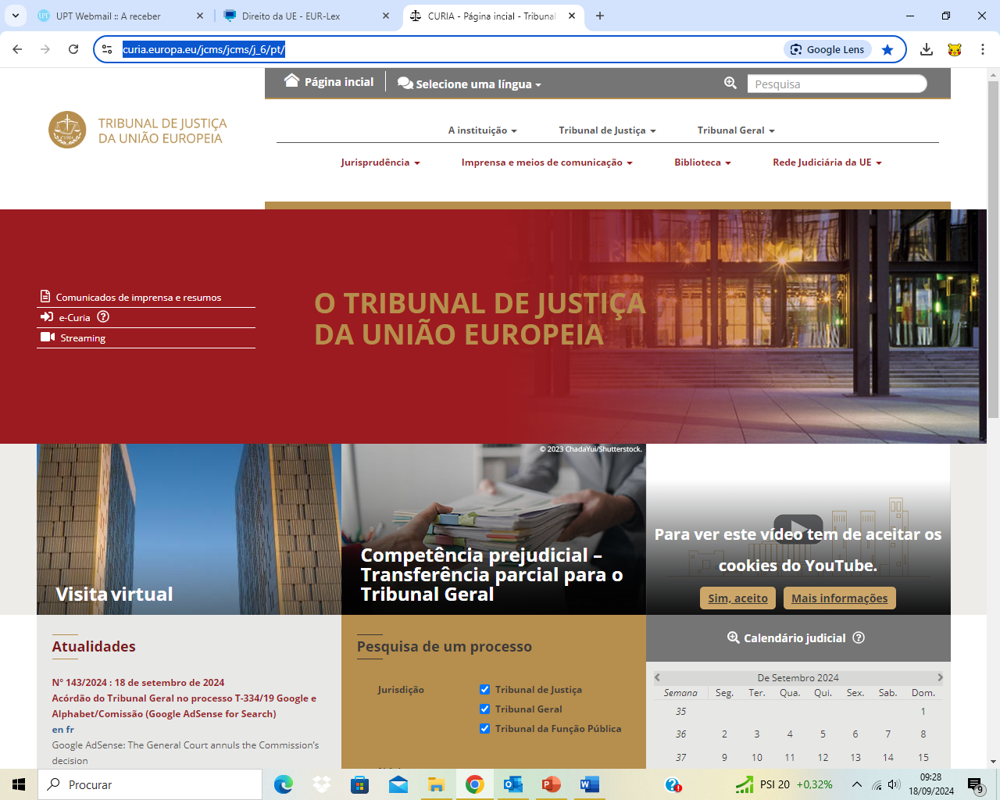 UPT Webmail :: A receber
Direito da UE - EUR-Lex
CURIA - Página incial - Tribunal
curia.europa.eu/jcms/jcms/j_6/pt/
Google Lens
Página incial
Selecione uma língua
Pesquisa
TRIBUNAL DE JUSTIÇA
DA UNIÃO EUROPEIA
CURIA
A instituição
Tribunal de Justiça
Tribunal Geral
Jurisprudência
Imprensa e meios de comunicação
Biblioteca
Rede Judiciária da UE
Comunicados de imprensa e resumos
e-Curia
Streaming
O TRIBUNAL DE JUSTIÇA
DA UNIÃO EUROPEIA
Visita virtual
© 2023 ChadaYui/Shutterstock.
Competência prejudicial –
Transferência parcial para o
Tribunal Geral
Para ver este vídeo tem de aceitar os
cookies do YouTube.
Sim, aceito
Mais informações
Atualidades
N° 143/2024 : 18 de setembro de 2024
Acórdão do Tribunal Geral no processo T-334/19 Google e
Alphabet/Comissão (Google AdSense for Search)
en fr
Google AdSense: The General Court annuls the Commission’s
decision
Pesquisa de um processo
Jurisdição
Tribunal de Justiça
Tribunal Geral
Tribunal da Função Pública
Calendário judicial
De Setembro 2024
Semana Seg. Ter. Qua. Qui. Sex. Sab. Dom.
35 1
36 2 3 4 5 6 7 8
37 9 10 11 12 13 14 15
Procurar
PSI 20 +0,32%
09:28
18/09/2024
9